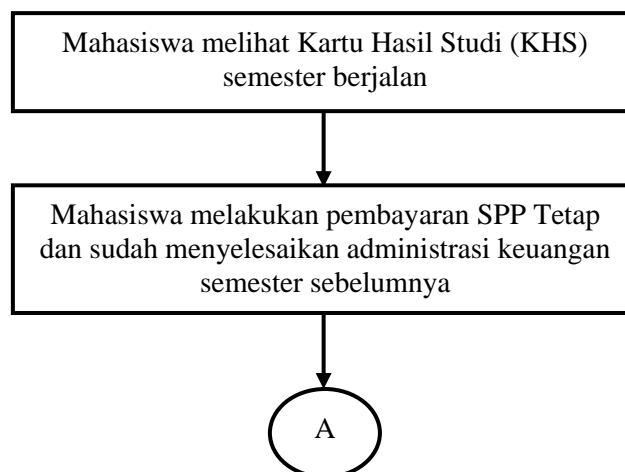 Mahasiswa melihat Kartu Hasil Studi (KHS)
semester berjalan
Mahasiswa melakukan pembayaran SPP Tetap
dan sudah menyelesaikan administrasi keuangan
semester sebelumnya
A